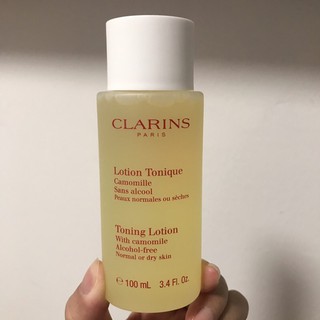 CLARINS
PARIS
Lotion Tonique
Camomille
Sans alcool
Peaux normales ou sèches
Toning Lotion
With camomile
Alcohol-free
Normal or dry skin
℮ 100 mL 3.4 Fl. Oz.